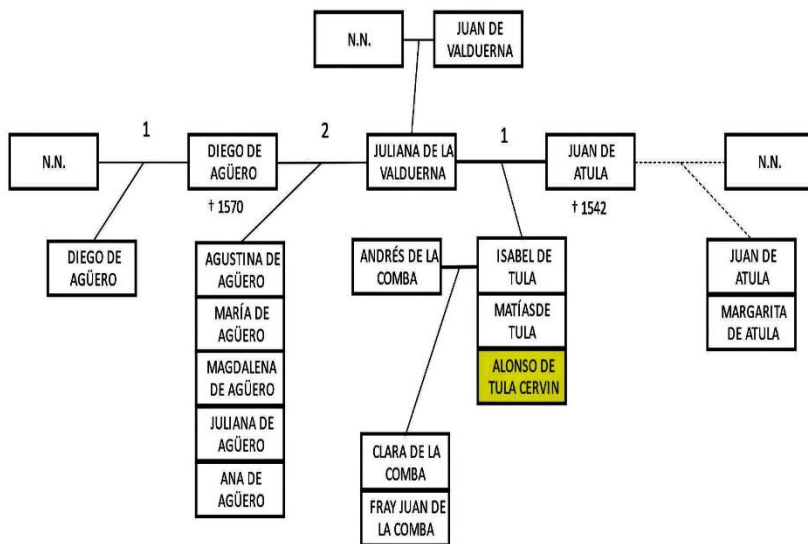 N.N.
JUAN DE
VALDUERNA
1
2
1
N.N.
DIEGO DE
AGÜERO
JULIANA DE LA
VALDUERNA
JUAN DE
ATULA
N.N.
† 1570
† 1542
DIEGO DE
AGÜERO
AGUSTINA DE
AGÜERO
MARÍA DE
AGÜERO
MAGDALENA
DE AGÜERO
JULIANA DE
AGÜERO
ANA DE
AGÜERO
ANDRÉS DE LA
COMBA
ISABEL DE
TULA
MATÍASDE
TULA
ALONSO DE
TULA CERVIN
JUAN DE
ATULA
MARGARITA
DE ATULA
CLARA DE LA
COMBA
FRAY JUAN DE
LA COMBA